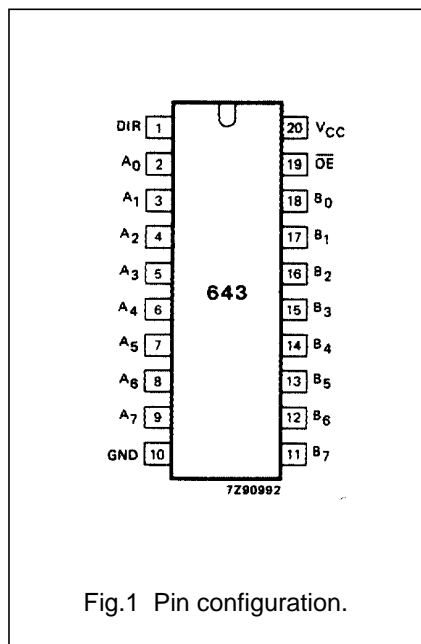 DIR 1 20 VCC
A0 2 19 OE
A1 3 18 B0
A2 4 17 B1
A3 5 16 B2
643
A4 6 15 B3
A5 7 14 B4
A6 8 13 B5
A7 9 12 B6
GND 10 11 B7
7Z90992
Fig.1 Pin configuration.